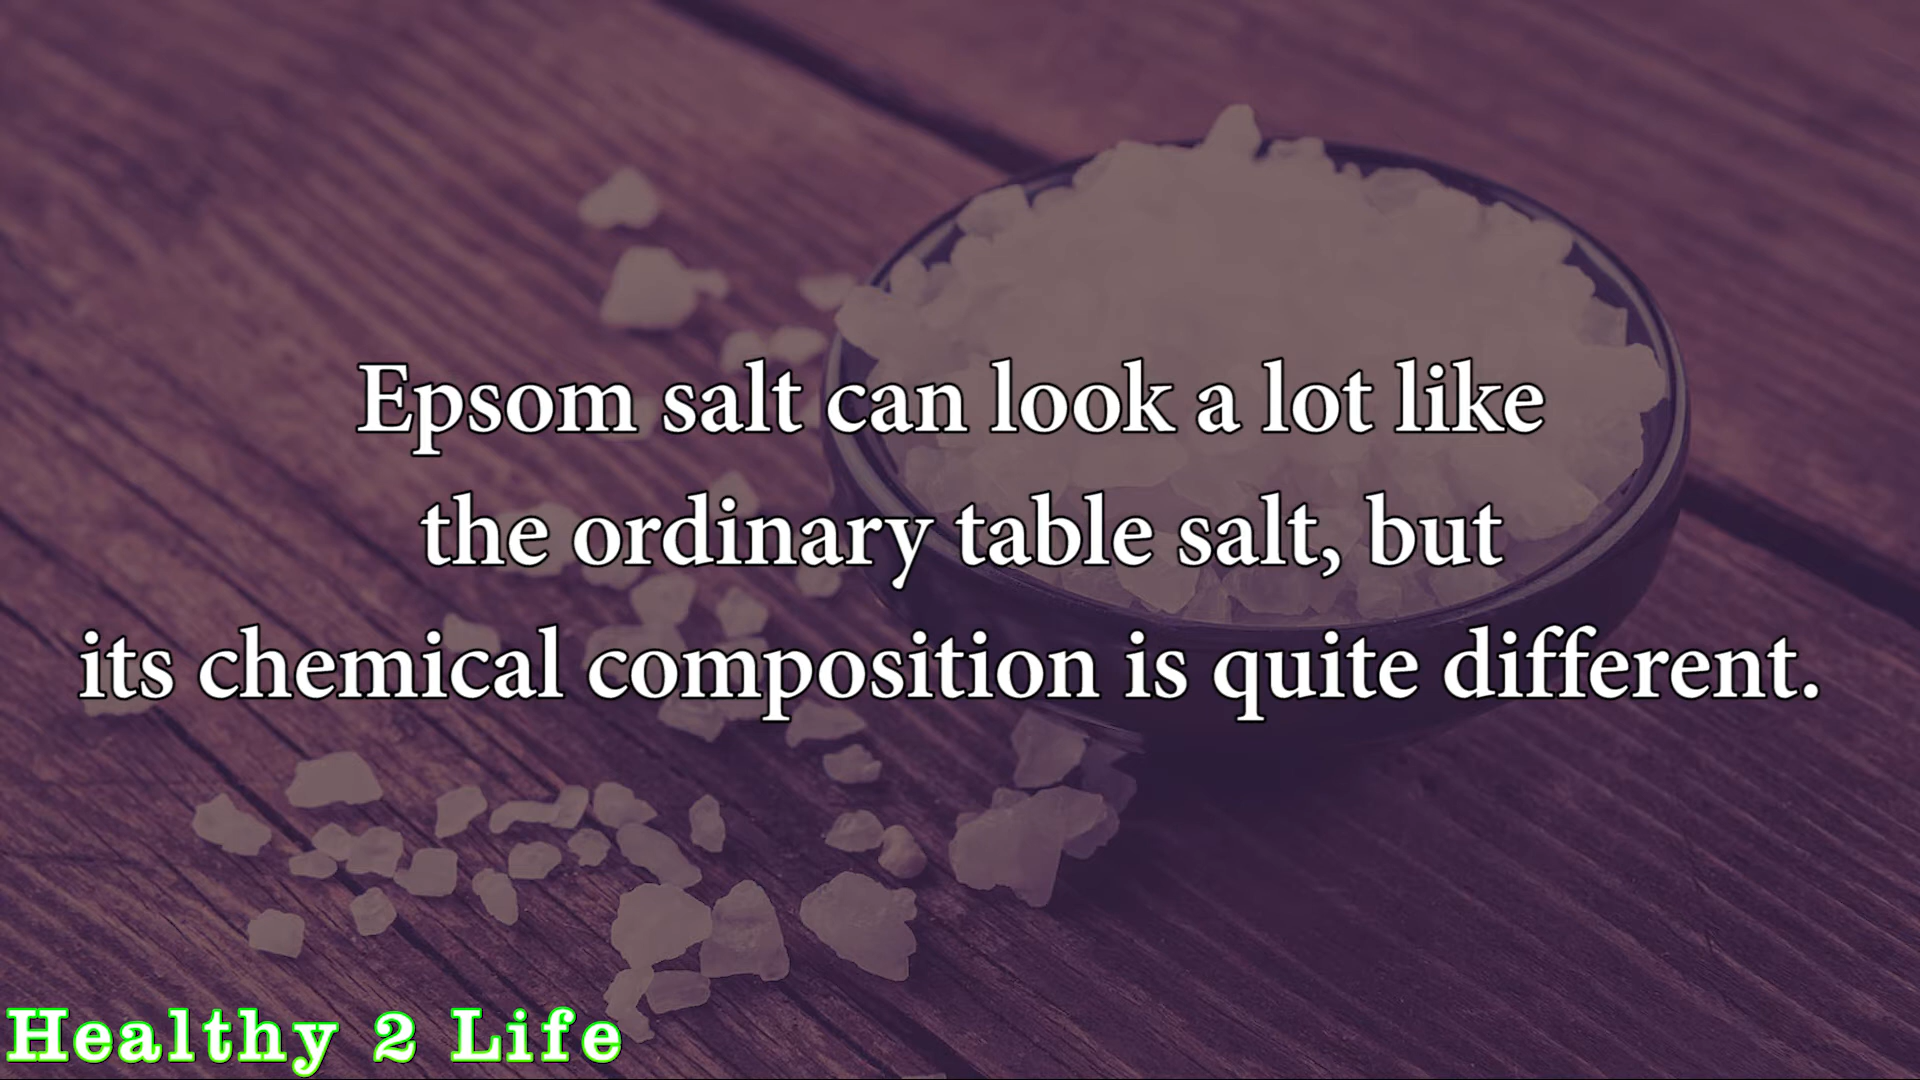 Epsom salt can look a lot like
the ordinary table salt, but
its chemical composition is quite different.
Healthy 2 Life